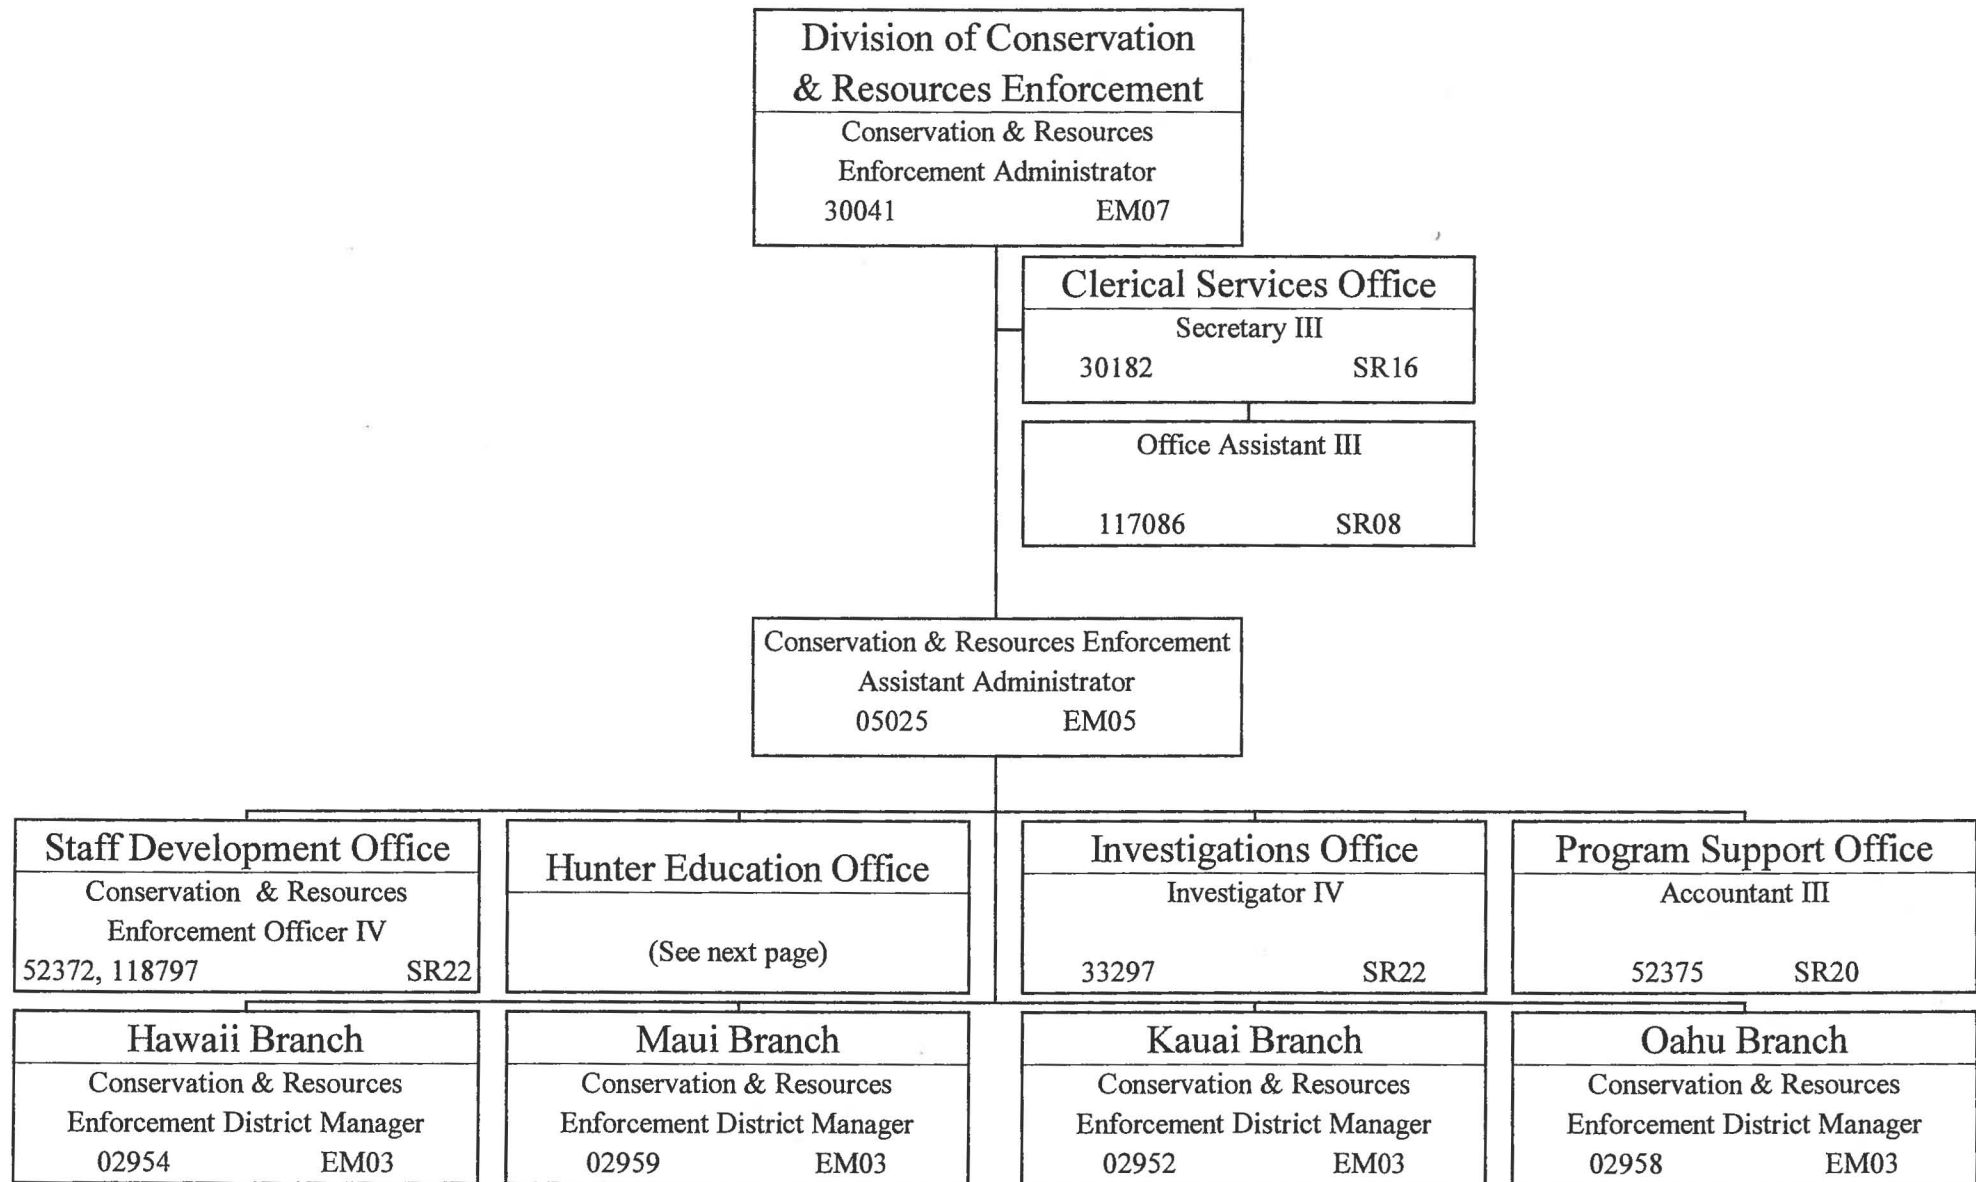 Division of Conservation
& Resources Enforcement
Conservation & Resources
Enforcement Administrator
30041 EM07
Clerical Services Office
Secretary III
30182 SR16
Office Assistant III
117086 SR08
Conservation & Resources Enforcement
Assistant Administrator
05025 EM05
Staff Development Office
Conservation & Resources
Enforcement Officer IV
52372, 118797 SR22
Hunter Education Office
(See next page)
Investigations Office
Investigator IV
33297 SR22
Program Support Office
Accountant III
52375 SR20
Hawaii Branch
Conservation & Resources
Enforcement District Manager
02954 EM03
Maui Branch
Conservation & Resources
Enforcement District Manager
02959 EM03
Kauai Branch
Conservation & Resources
Enforcement District Manager
02952 EM03
Oahu Branch
Conservation & Resources
Enforcement District Manager
02958 EM03